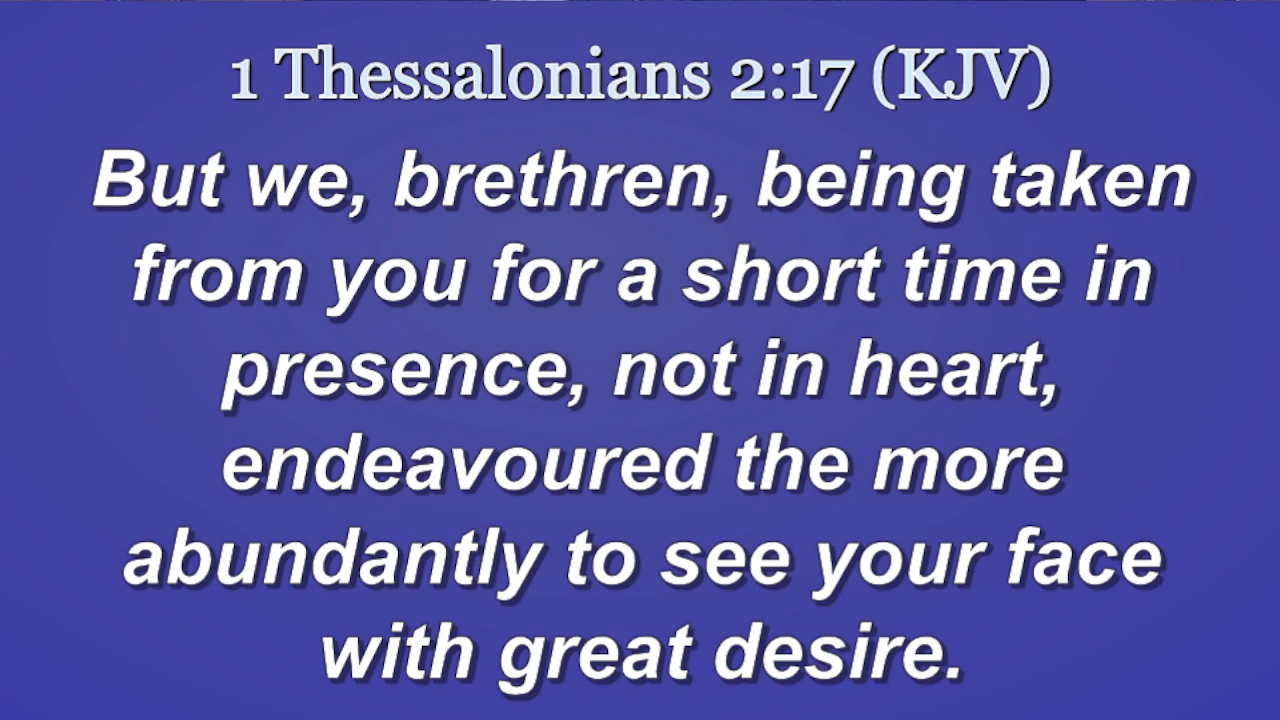 1 Thessalonians 2:17 (KJV)
But we, brethren, being taken
from you for a short time in
presence, not in heart,
endeavoured the more
abundantly to see your face
with great desire.